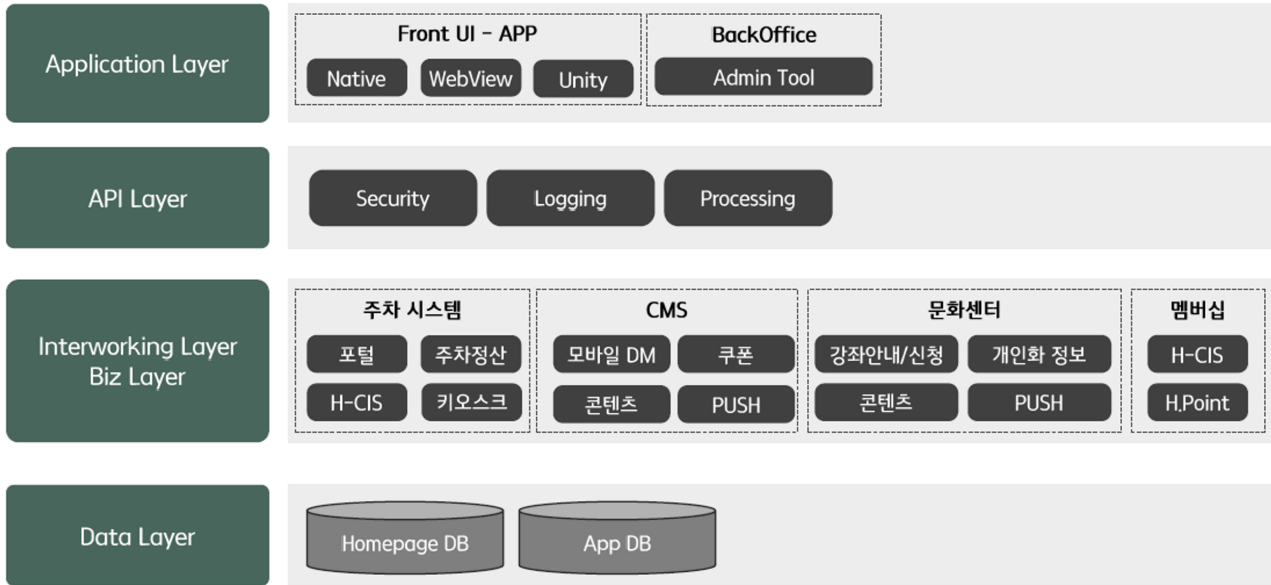 Application Layer
Front UI - APP
Native
WebView
Unity
BackOffice
Admin Tool
API Layer
Security
Logging
Processing
Interworking Layer
Biz Layer
주차 시스템
포털
주차정산
H-CIS
키오스크
CMS
모바일 DM
쿠폰
콘텐츠
PUSH
문화센터
강좌안내/신청
개인화 정보
콘텐츠
PUSH
멤버십
H-CIS
H.Point
Data Layer
Homepage DB
App DB